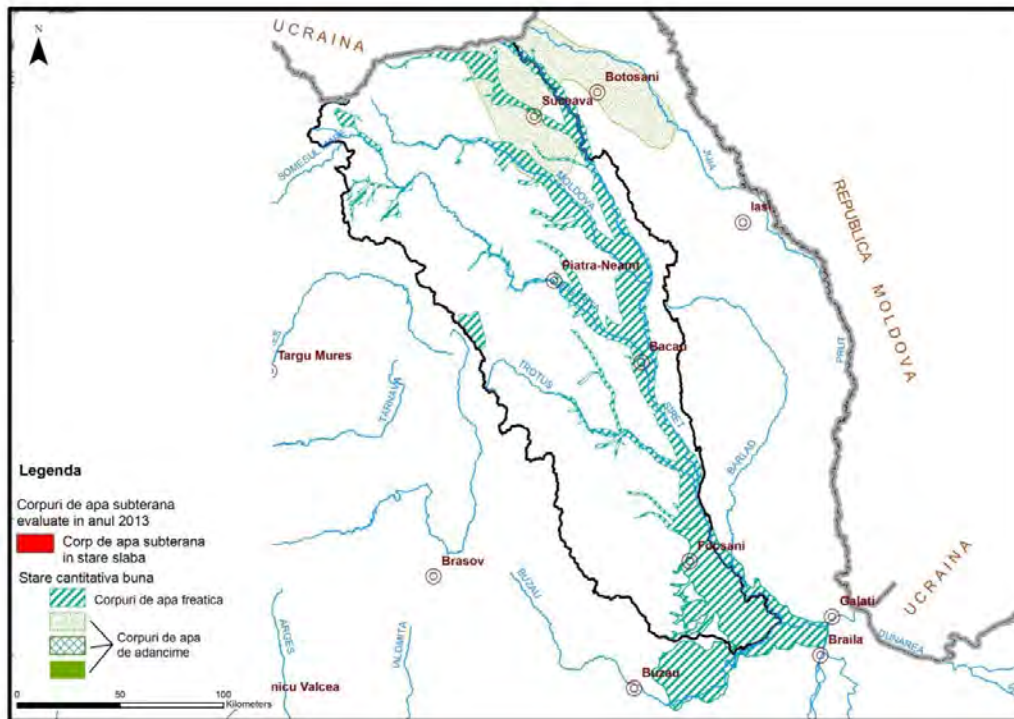 N
UCRAINA
Botosani
Suceava
SOMESUL MARE
JIJIA
MOLDOVA
Iasi
REPUBLICA MOLDOVA
Piatra-Neamt
PRUT
Targu Mures
Bacau
TROTUS
TARNAVA
SIRET
BARLAD
Legenda
Corpuri de apa subterana
evaluate in anul 2013
Corp de apa subterana
in stare slaba
Stare cantitativa buna
Corpuri de apa freatica
Corpuri de apa
de adancime
0 50 100
Kilometers
Brasov
Focsani
BUZAU
UCRAINA
Galati
Braila
DUNAREA
ARGES
IALOMITA
Buzau
nicu Valcea